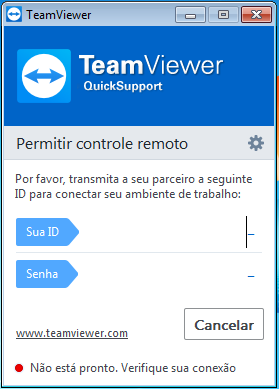 TeamViewer
TeamViewer
QuickSupport
Permitir controle remoto
Por favor, transmita a seu parceiro a seguinte
ID para conectar seu ambiente de trabalho:
Sua ID
–
Senha
–
www.teamviewer.com
Cancelar
Não está pronto. Verifique sua conexão